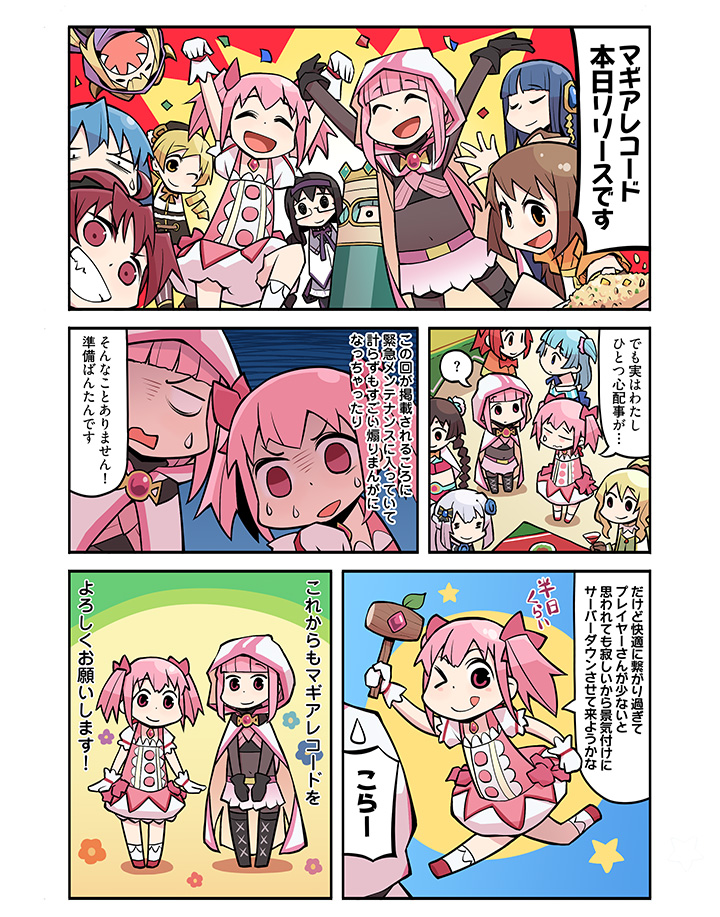 マギアレコード
本日リリースです
でも実はわたし
ひとつ心配事が…
?
この回が掲載されるころに
緊急メンテナンスに入っていて
計らずもすごい煽りまんがに
なっちゃったり
そんなことありません！
準備ばんたんです
だけど快適に繋がり過ぎて
プレイヤーさんが少ないと
思われても寂しいから景気付けに
サーバーダウンさせて来ようかな
半日
くらい
こらー
これからもマギアレコードを
よろしくお願いします！